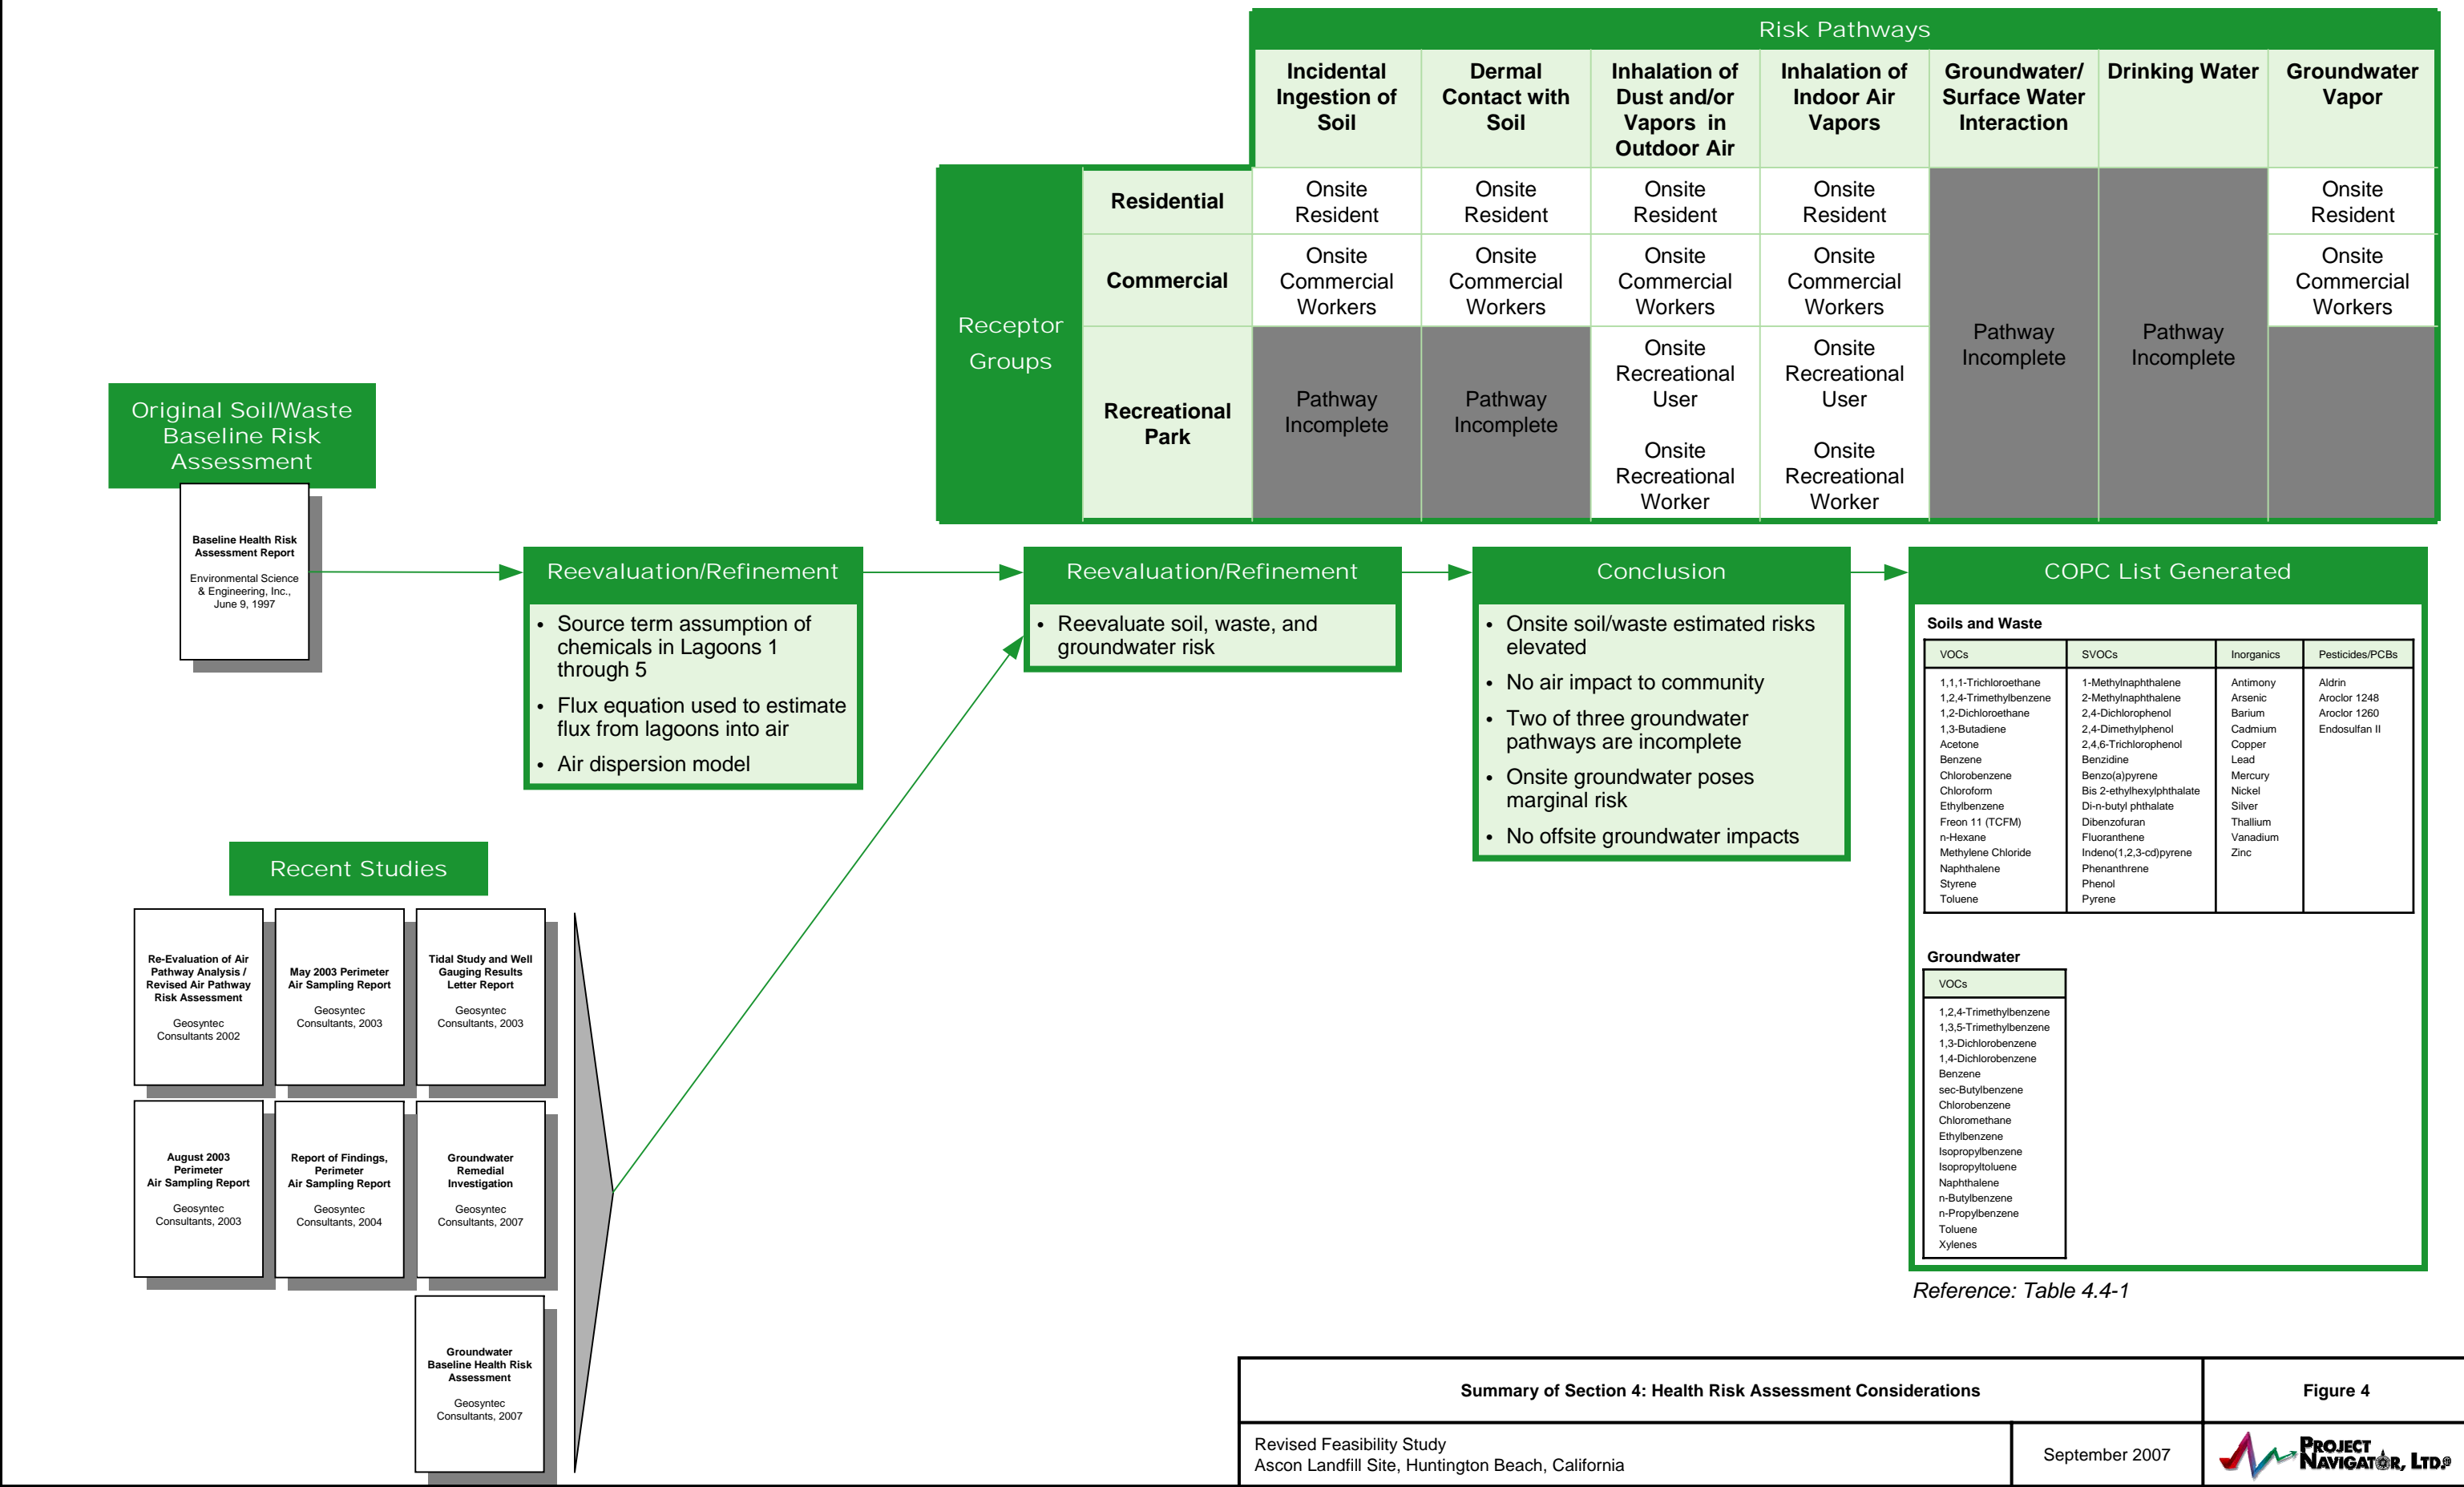 Risk Pathways
Incidental
Ingestion of
Soil
Dermal
Contact with
Soil
Inhalation of
Dust and/or
Vapors in
Outdoor Air
Inhalation of
Indoor Air
Vapors
Groundwater/
Surface Water
Interaction
Drinking Water
Groundwater
Vapor
Receptor
Groups
Residential
Onsite
Resident
Onsite
Resident
Onsite
Resident
Onsite
Resident
Onsite
Resident
Commercial
Onsite
Commercial
Workers
Onsite
Commercial
Workers
Onsite
Commercial
Workers
Onsite
Commercial
Workers
Onsite
Commercial
Workers
Recreational
Park
Pathway
Incomplete
Pathway
Incomplete
Onsite
Recreational
User
Onsite
Recreational
Worker
Onsite
Recreational
User
Onsite
Recreational
Worker
Pathway
Incomplete
Pathway
Incomplete
Original Soil/Waste
Baseline Risk
Assessment
Baseline Health Risk
Assessment Report
Environmental Science
& Engineering, Inc.,
June 9, 1997
Reevaluation/Refinement
• Source term assumption of
chemicals in Lagoons 1
through 5
• Flux equation used to estimate
flux from lagoons into air
• Air dispersion model
Reevaluation/Refinement
• Reevaluate soil, waste, and
groundwater risk
Conclusion
• Onsite soil/waste estimated risks
elevated
• No air impact to community
• Two of three groundwater
pathways are incomplete
• Onsite groundwater poses
marginal risk
• No offsite groundwater impacts
COPC List Generated
Soils and Waste
VOCs
1,1,1-Trichloroethane
1,2,4-Trimethylbenzene
1,2-Dichloroethane
1,3-Butadiene
Acetone
Benzene
Chlorobenzene
Chloroform
Ethylbenzene
Freon 11 (TCFM)
n-Hexane
Methylene Chloride
Naphthalene
Styrene
Toluene
SVOCs
1-Methylnaphthalene
2-Methylnaphthalene
2,4-Dichlorophenol
2,4-Dimethylphenol
2,4,6-Trichlorophenol
Benzidine
Benzo(a)pyrene
Bis 2-ethylhexylphthalate
Di-n-butyl phthalate
Dibenzofuran
Fluoranthene
Indeno(1,2,3-cd)pyrene
Phenanthrene
Phenol
Pyrene
Inorganics
Antimony
Arsenic
Barium
Cadmium
Copper
Lead
Mercury
Nickel
Silver
Thallium
Vanadium
Zinc
Pesticides/PCBs
Aldrin
Aroclor 1248
Aroclor 1260
Endosulfan II
Groundwater
VOCs
1,2,4-Trimethylbenzene
1,3,5-Trimethylbenzene
1,3-Dichlorobenzene
1,4-Dichlorobenzene
Benzene
sec-Butylbenzene
Chlorobenzene
Chloromethane
Ethylbenzene
Isopropylbenzene
Isopropyltoluene
Naphthalene
n-Butylbenzene
n-Propylbenzene
Toluene
Xylenes
Reference: Table 4.4-1
Recent Studies
Re-Evaluation of Air
Pathway Analysis /
Revised Air Pathway
Risk Assessment
Geosyntec
Consultants 2002
May 2003 Perimeter
Air Sampling Report
Geosyntec
Consultants, 2003
Tidal Study and Well
Gauging Results
Letter Report
Geosyntec
Consultants, 2003
August 2003
Perimeter
Air Sampling Report
Geosyntec
Consultants, 2003
Report of Findings,
Perimeter
Air Sampling Report
Geosyntec
Consultants, 2004
Groundwater
Remedial
Investigation
Geosyntec
Consultants, 2007
Groundwater
Baseline Health Risk
Assessment
Geosyntec
Consultants, 2007
Summary of Section 4: Health Risk Assessment Considerations
Figure 4
Revised Feasibility Study
Ascon Landfill Site, Huntington Beach, California
September 2007
PROJECT
NAVIGATOR, LTD.®